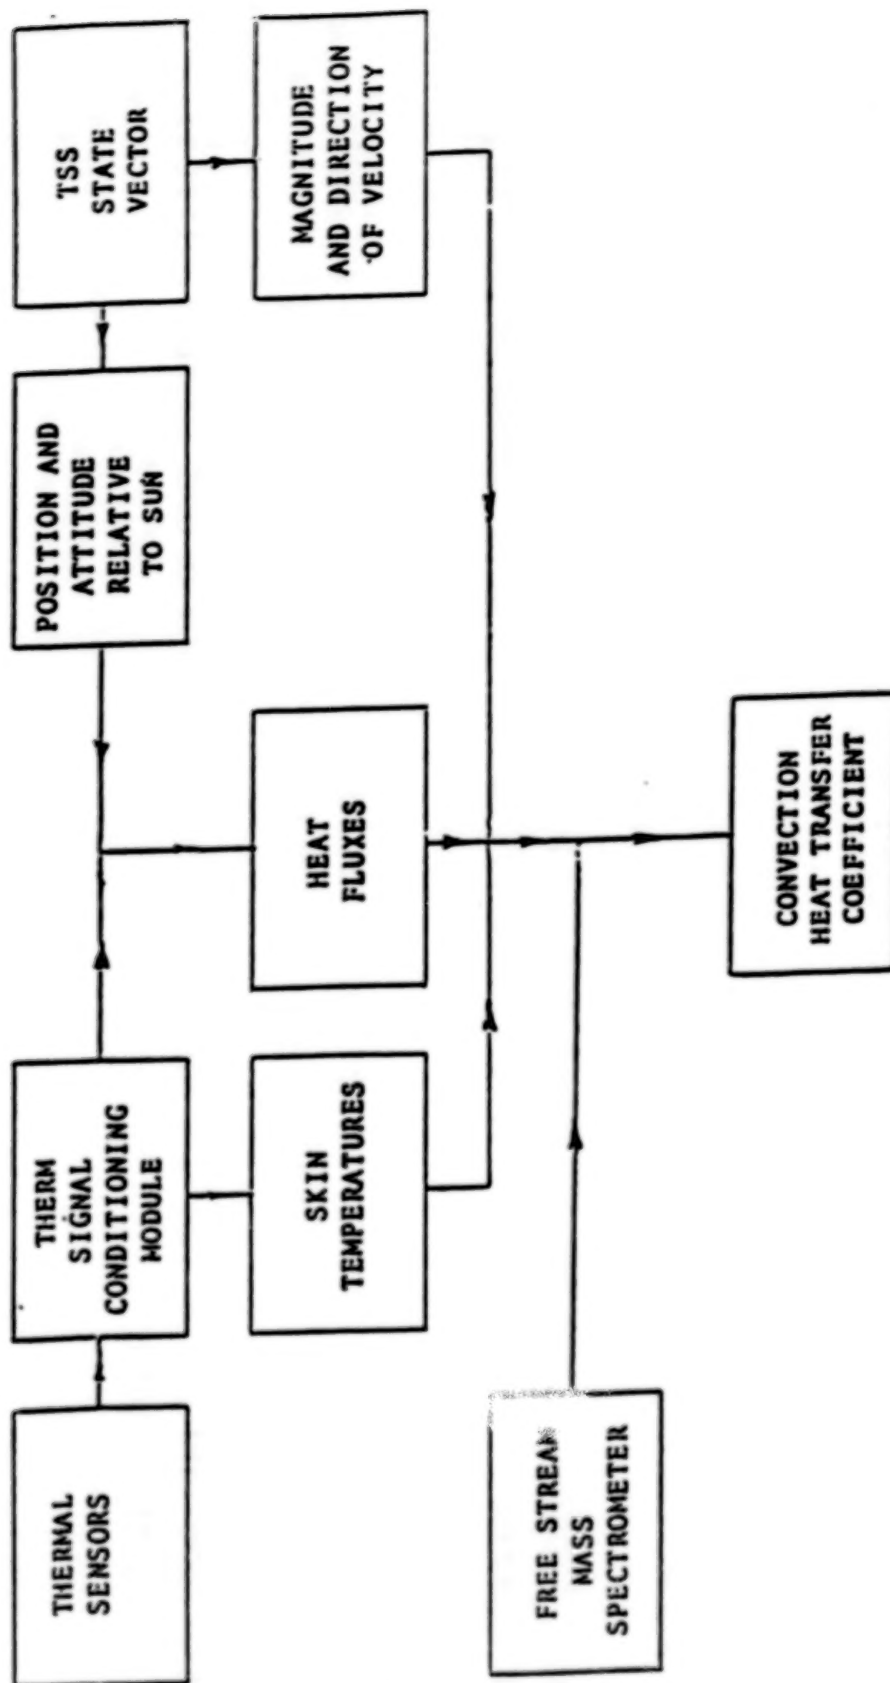 THERMAL
SENSORS
THERM
SIGNAL
CONDITIONING
MODULE
POSITION AND
ATTITUDE
RELATIVE
TO SUN
TSS
STATE
VECTOR
SKIN
TEMPERATURES
HEAT
FLUXES
MAGNITUDE
AND DIRECTION
OF VELOCITY
FREE STREAM
MASS
SPECTROMETER
CONVECTION
HEAT TRANSFER
COEFFICIENT